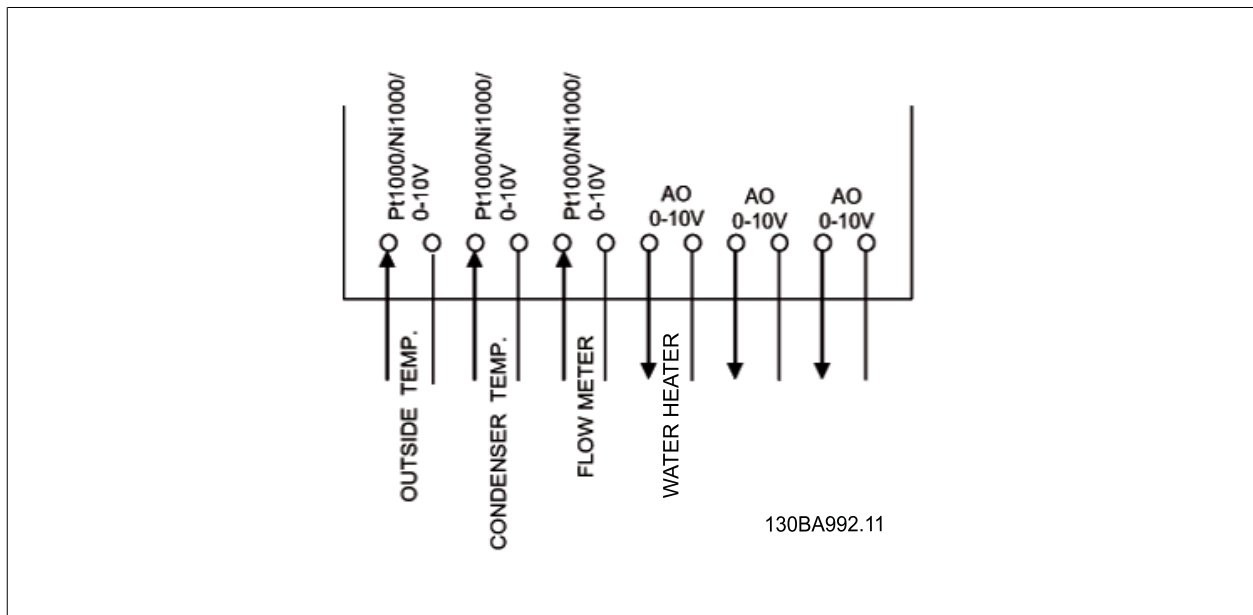 Pt1000/Ni1000/
0-10V
Pt1000/Ni1000/
0-10V
Pt1000/Ni1000/
0-10V
AO
0-10V
AO
0-10V
AO
0-10V
OUTSIDE TEMP.
CONDENSER TEMP.
FLOW METER
WATER HEATER
130BA992.11